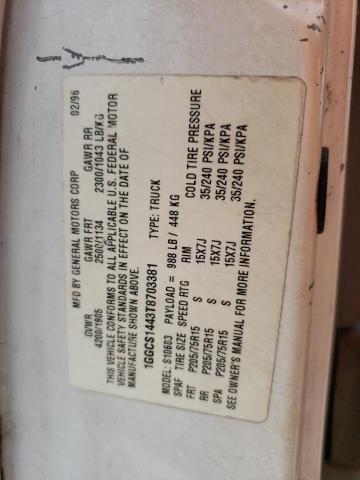 MFD BY GENERAL MOTORS CORP 02/96
GVWR GAWR FRT GAWR RR
4200/1905 2500/1134 2300/1043 LB/KG
THIS VEHICLE CONFORMS TO ALL APPLICABLE U.S. FEDERAL MOTOR
VEHICLE SAFETY STANDARDS IN EFFECT ON THE DATE OF
MANUFACTURE SHOWN ABOVE.
1GGCS1443T8703381 TYPE: TRUCK
MODEL: S10603 PAYLOAD = 988 LB / 448 KG
SPAF TIRE SIZE SPEED RTG RIM COLD TIRE PRESSURE
FRT P205/75R15 S 15X7J 35/240 PSI/KPA
RR P205/75R15 S 15X7J 35/240 PSI/KPA
SPA P205/75R15 S 15X7J 35/240 PSI/KPA
SEE OWNER'S MANUAL FOR MORE INFORMATION.